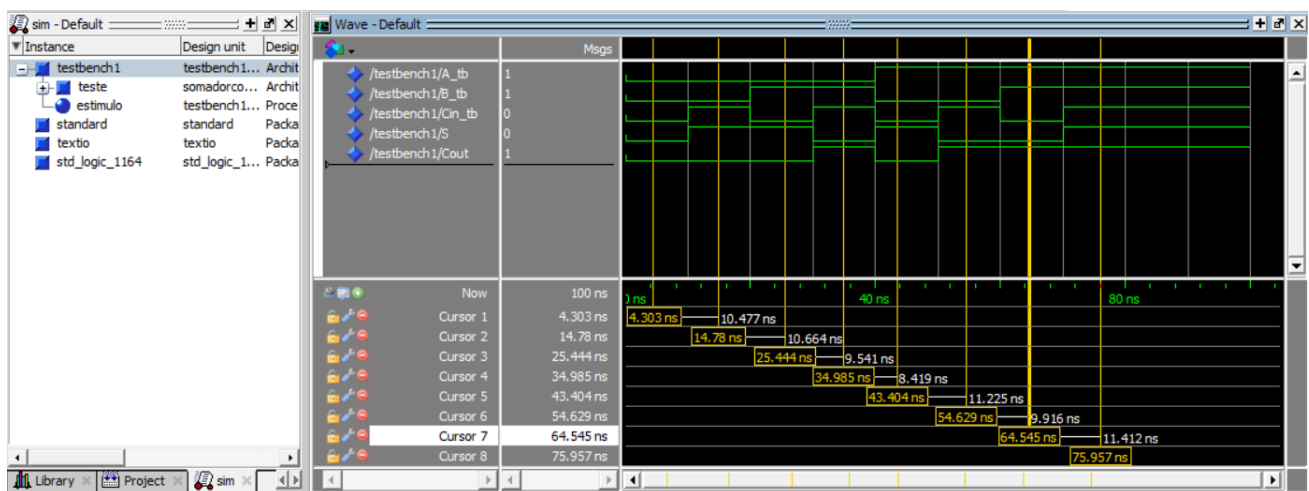 sim - Default
Instance Design unit Desig
testbench1 testbench1... Archit
teste somadorco... Archit
estimulo testbench1... Proce
standard standard Packa
textio textio Packa
std_logic_1164 std_logic_1... Packa
Library Project sim
Wave - Default
Msgs
/testbench1/A_tb 1
/testbench1/B_tb 1
/testbench1/Cin_tb 0
/testbench1/S 0
/testbench1/Cout 1
Now 100 ns ns 40 ns 80 ns
Cursor 1 4.303 ns 4.303 ns 10.477 ns
Cursor 2 14.78 ns 14.78 ns 10.664 ns
Cursor 3 25.444 ns 25.444 ns 9.541 ns
Cursor 4 34.985 ns 34.985 ns 8.419 ns
Cursor 5 43.404 ns 43.404 ns 11.225 ns
Cursor 6 54.629 ns 54.629 ns 9.916 ns
Cursor 7 64.545 ns 64.545 ns 11.412 ns
Cursor 8 75.957 ns 75.957 ns